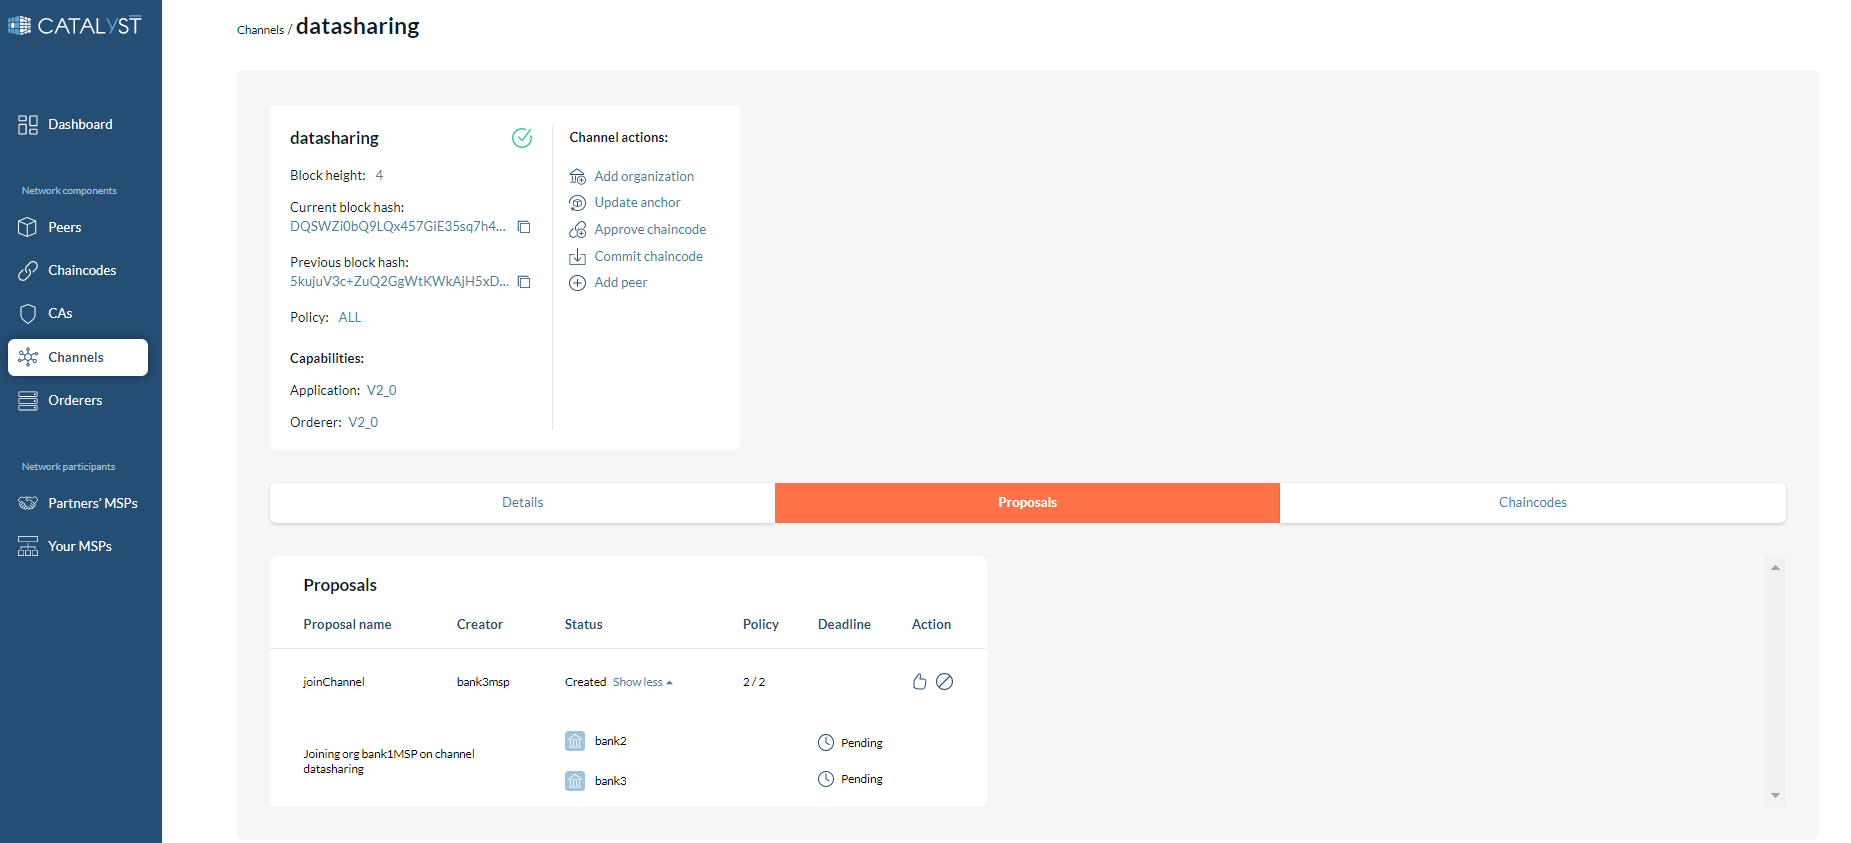 CATALYST
Channels / datasharing
Dashboard
Network components
Peers
Chaincodes
CAs
Channels
Orderers
Network participants
Partners' MSPs
Your MSPs
datasharing
Block height: 4
Current block hash:
DQSWZi0bQ9LQx457GiE35sq7h4...
Previous block hash:
5kujuV3c+ZuQ2GgWtKWkAjH5xD...
Policy: ALL
Capabilities:
Application: V2_0
Orderer: V2_0
Channel actions:
Add organization
Update anchor
Approve chaincode
Commit chaincode
Add peer
Details
Proposals
Chaincodes
Proposals
Proposal name Creator Status Policy Deadline Action
joinChannel bank3msp Created Show less 2 / 2
Joining org bank1MSP on channel
datasharing
bank2 Pending
bank3 Pending